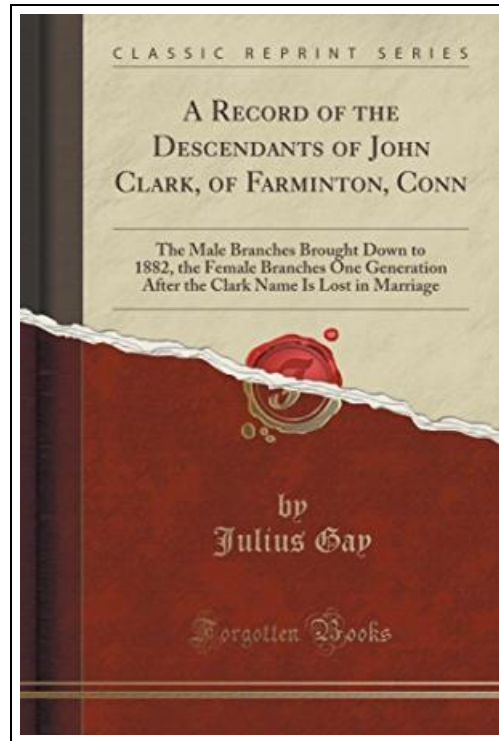 CLASSIC REPRINT SERIES
A RECORD OF THE
DESCENDANTS OF JOHN
CLARK, OF FARMINTON, CONN
The Male Branches Brought Down to
1882, the Female Branches One Generation
After the Clark Name Is Lost in Marriage
by
Julius Gay
Forgotten Books